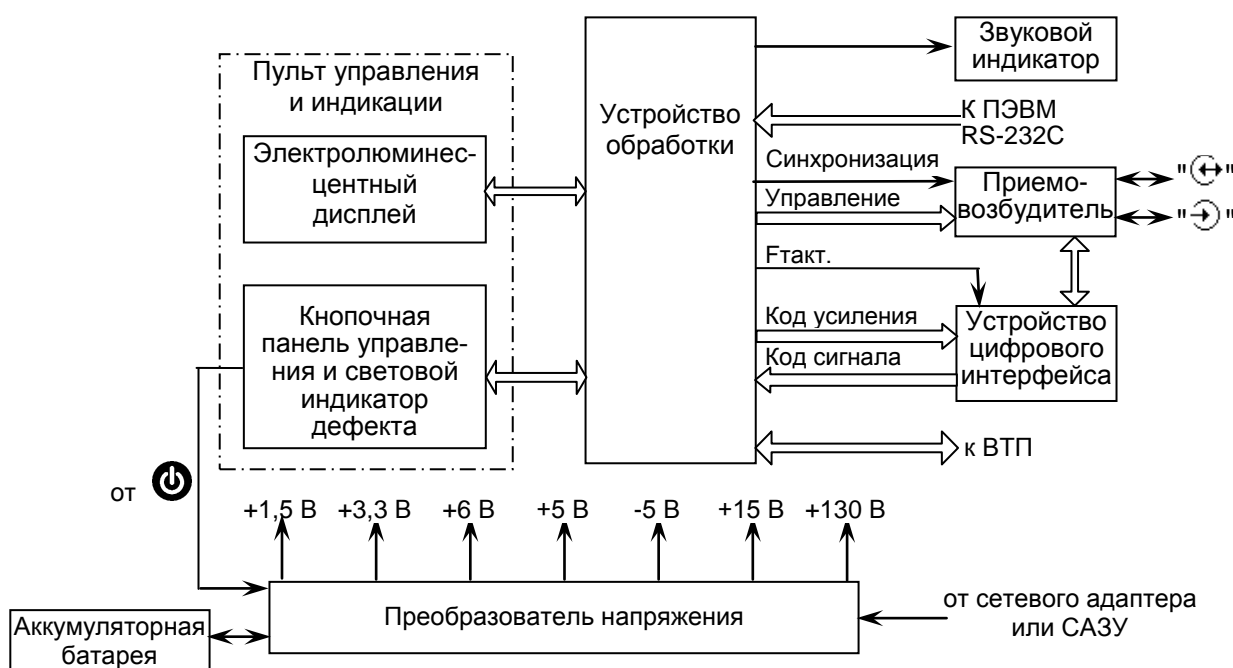 Пульт управления
и индикации
Электролюминес-
центный
дисплей
Кнопочная
панель управле-
ния и световой
индикатор
дефекта
Устройство
обработки
Звуковой
индикатор
К ПЭВМ
RS-232C
Синхронизация
Управление
Приемо-
возбудитель
" "
" "
Fтакт.
Код усиления
Код сигнала
Устройство
цифрового
интерфейса
к ВТП
от
+1,5 В +3,3 В +6 В +5 В -5 В +15 В +130 В
Преобразователь напряжения
Аккумуляторная
батарея
от сетевого адаптера
или САЗУ